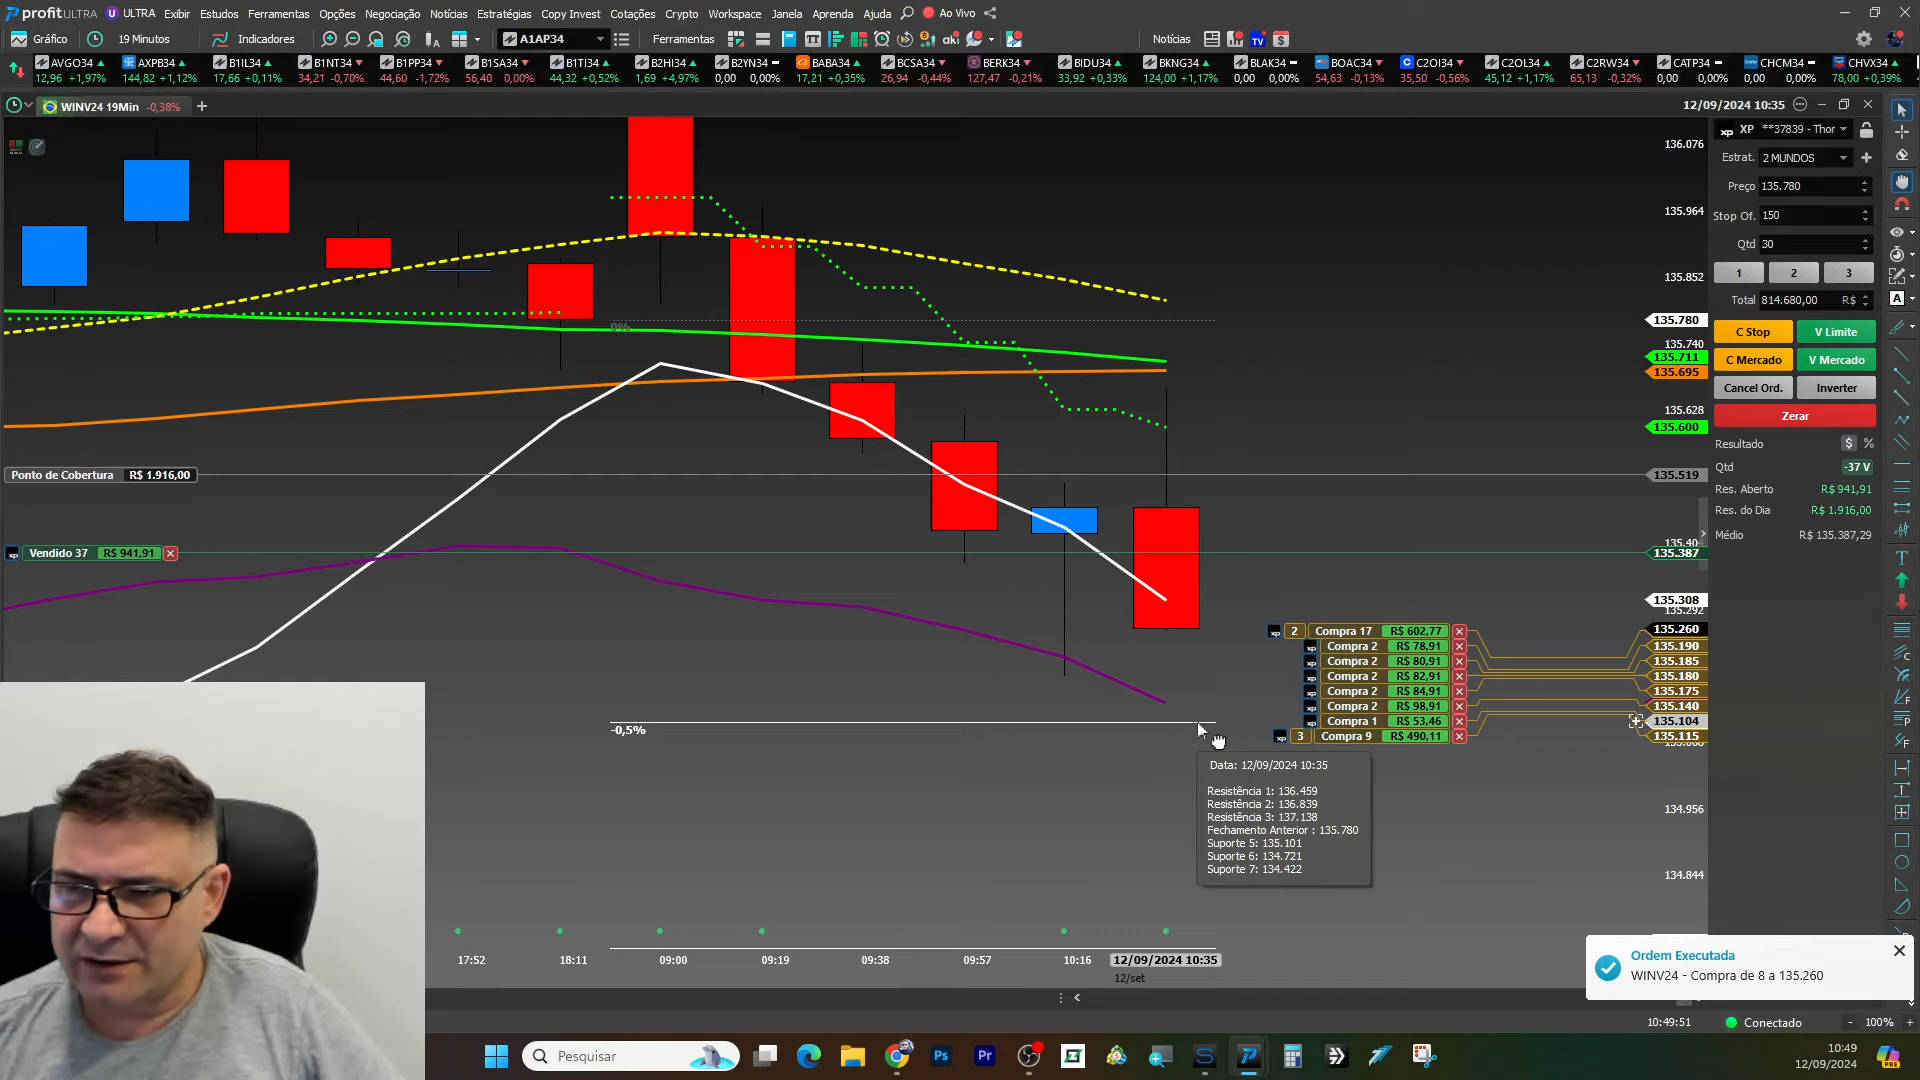 profitULTRA ULTRA Exibir Estudos Ferramentas Opções Negociação Notícias Estratégias Copy Invest Cotações Crypto Workspace Janela Aprenda Ajuda Ao Vivo
Gráfico 19 Minutos Indicadores A1AP34 Ferramentas Notícias
AVGO34 AXPB34 B1IL34 B1NT34 B1PP34 B1SA34 B1TI34 B2HI34 B2YN34 BABA34 BCSA34 BERK34 BIDU34 BKNG34 BLAK34 BOAC34 C2OI34 C2OL34 C2RW34 CATP34 CHCM34 CHVX34
12,96 +1,97% 144,82 +1,12% 17,66 +0,11% 34,21 -0,70% 44,60 -1,72% 56,40 0,00% 44,32 +0,52% 1,69 +4,97% 0,00 0,00% 17,21 +0,35% 26,94 -0,44% 127,47 -0,21% 33,92 +0,33% 124,00 +1,17% 0,00 0,00% 54,63 -0,13% 35,50 -0,56% 45,12 +1,17% 65,13 -0,32% 0,00 0,00% 0,00 0,00% 78,00 +0,39%
WINV24 19Min -0,38% +
12/09/2024 10:35
XP **37839 - Thor
Estrat. 2 MUNDOS
Preço 135.780
Stop Of. 150
Qtd 30
1 2 3
Total 814.680,00 R$
C Stop V Limite
C Mercado V Mercado
Cancel Ord. Inverter
Zerar
Resultado $ %
Qtd -37 V
Res. Aberto R$ 941,91
Res. do Dia R$ 1.916,00
Médio R$ 135.387,29
136.076
135.964
135.852
135.780
135.740
135.711
135.695
135.628
135.600
135.519
135.40
135.387
135.308
135.292
135.260
135.190
135.185
135.180
135.175
135.140
135.104
135.115
134.956
134.844
0%
Ponto de Cobertura R$ 1.916,00
xp Vendido 37 R$ 941,91
xp 2 Compra 17 R$ 602,77
xp Compra 2 R$ 78,91
xp Compra 2 R$ 80,91
xp Compra 2 R$ 82,91
xp Compra 2 R$ 84,91
xp Compra 2 R$ 98,91
xp Compra 1 R$ 53,46
xp 3 Compra 9 R$ 490,11
-0,5%
Data: 12/09/2024 10:35
Resistência 1: 136.459
Resistência 2: 136.839
Resistência 3: 137.138
Fechamento Anterior : 135.780
Suporte 5: 135.101
Suporte 6: 134.721
Suporte 7: 134.422
17:52 18:11 09:00 09:19 09:38 09:57 10:16 12/09/2024 10:35
12/set
Ordem Executada
WINV24 - Compra de 8 a 135.260
10:49:51 Conectado - 100% +
Pesquisar
Ps Pr
10:49
12/09/2024
PRE